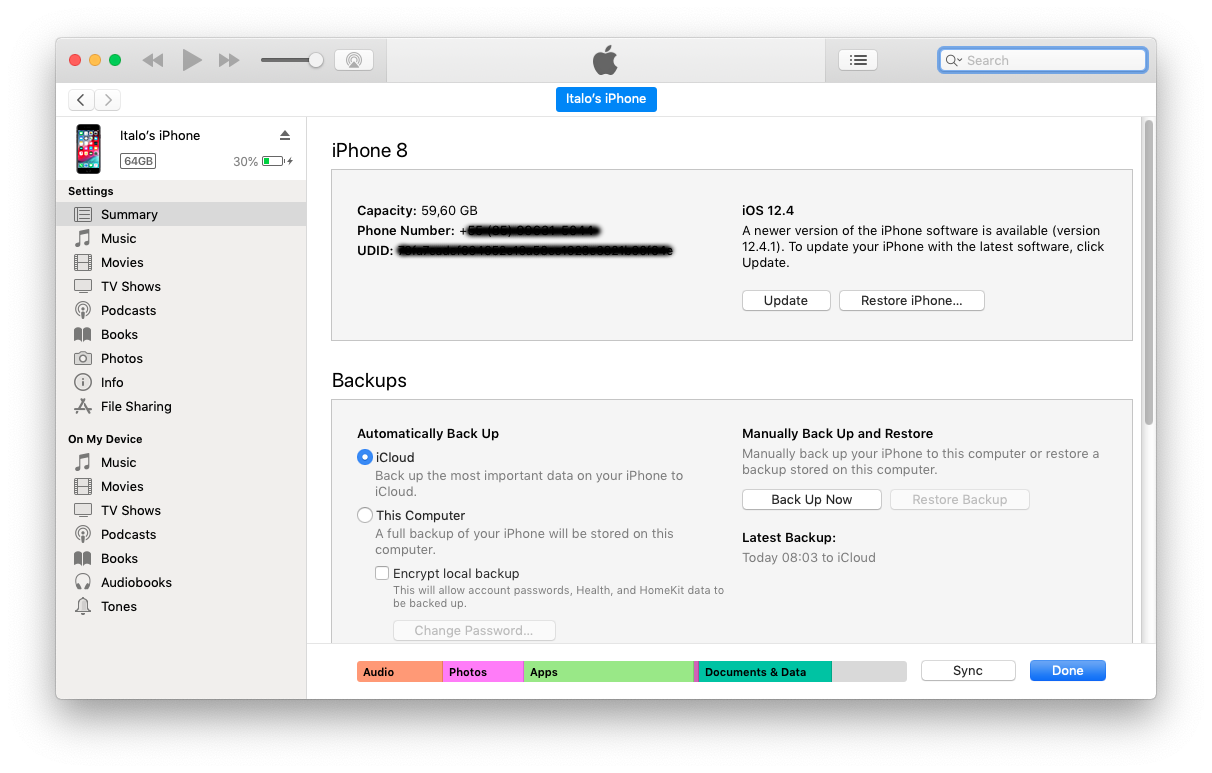 Search
Italo’s iPhone
Italo’s iPhone
64GB
30%
Settings
Summary
Music
Movies
TV Shows
Podcasts
Books
Photos
Info
File Sharing
On My Device
Music
Movies
TV Shows
Podcasts
Books
Audiobooks
Tones
iPhone 8
Capacity: 59,60 GB
Phone Number: +
UDID:
iOS 12.4
A newer version of the iPhone software is available (version
12.4.1). To update your iPhone with the latest software, click
Update.
Update
Restore iPhone...
Backups
Automatically Back Up
iCloud
Back up the most important data on your iPhone to
iCloud.
This Computer
A full backup of your iPhone will be stored on this
computer.
Encrypt local backup
This will allow account passwords, Health, and HomeKit data to
be backed up.
Change Password...
Manually Back Up and Restore
Manually back up your iPhone to this computer or restore a
backup stored on this computer.
Back Up Now
Restore Backup
Latest Backup:
Today 08:03 to iCloud
Audio
Photos
Apps
Documents & Data
Sync
Done